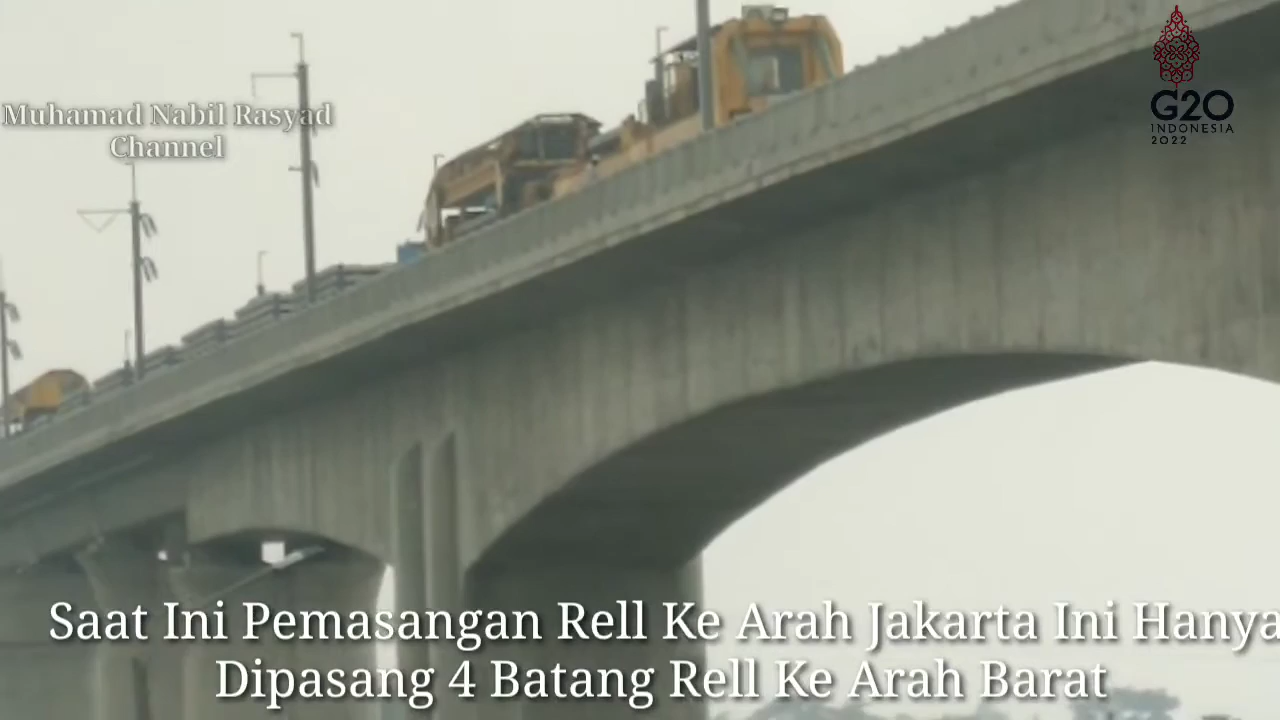 Muhamad Nabil Rasyad
Channel
G20
INDONESIA
2022
Saat Ini Pemasangan Rell Ke Arah Jakarta Ini Hanya
Dipasang 4 Batang Rell Ke Arah Barat